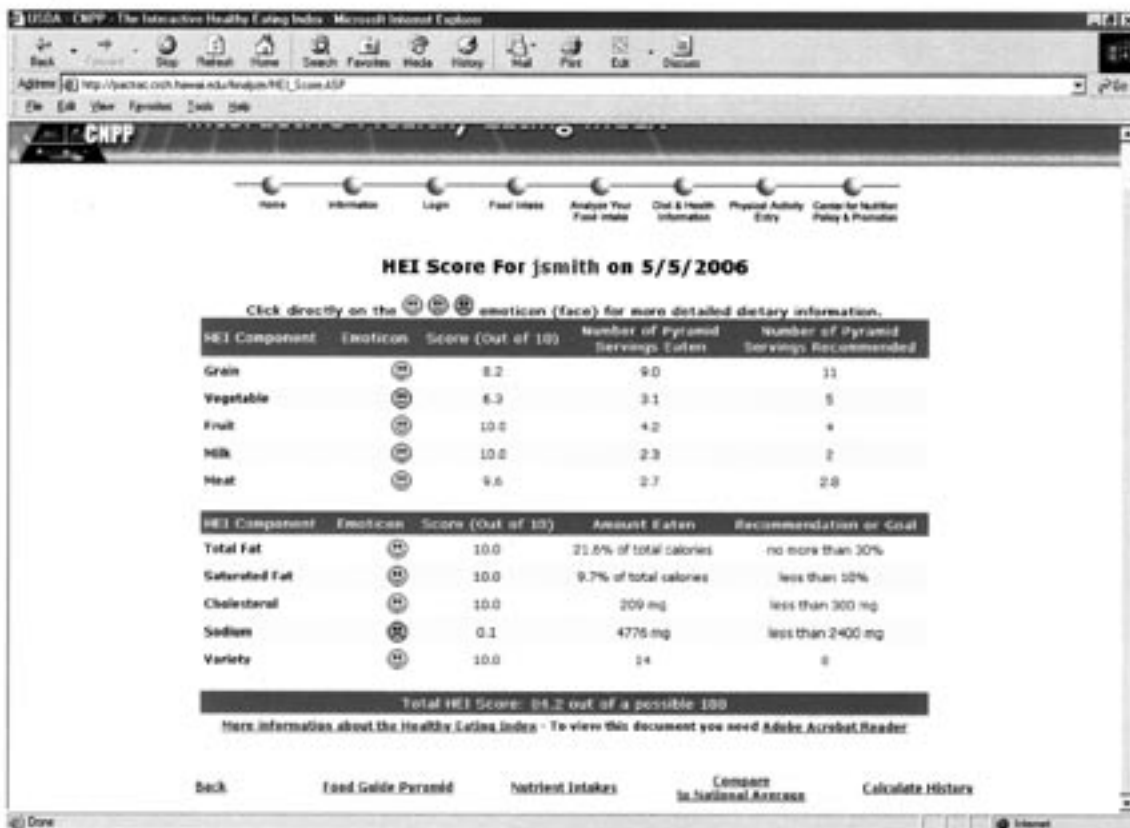 USDA - CNPP - The Interactive Healthy Eating Index - Microsoft Internet Explorer
Back Forward Stop Refresh Home Search Favorites Media History Mail Print Edit Discuss
Address Go
File Edit View Favorites Tools Help
CNPP
Home Information Login Food Intake Analyze Your Food Intake Diet & Health Information Physical Activity Entry Center for Nutrition Policy & Promotion
HEI Score For jsmith on 5/5/2006
Click directly on the emoticon (face) for more detailed dietary information.
HEI Component Emoticon Score (Out of 10) Number of Pyramid Servings Eaten Number of Pyramid Servings Recommended
Grain 8.2 9.0 11
Vegetable 6.3 3.1 5
Fruit 10.0 4.2 4
Milk 10.0 2.3 2
Meat 9.6 2.7 2.8
HEI Component Emoticon Score (Out of 10) Amount Eaten Recommendation or Goal
Total Fat 10.0 21.6% of total calories no more than 30%
Saturated Fat 10.0 9.7% of total calories less than 10%
Cholesterol 10.0 209 mg less than 300 mg
Sodium 0.1 4776 mg less than 2400 mg
Variety 10.0 14 8
Total HEI Score: 84.2 out of a possible 100
More information about the Healthy Eating Index - To view this document you need Adobe Acrobat Reader
Back Food Guide Pyramid Nutrient Intakes Compare to National Average Calculate History
Done Internet